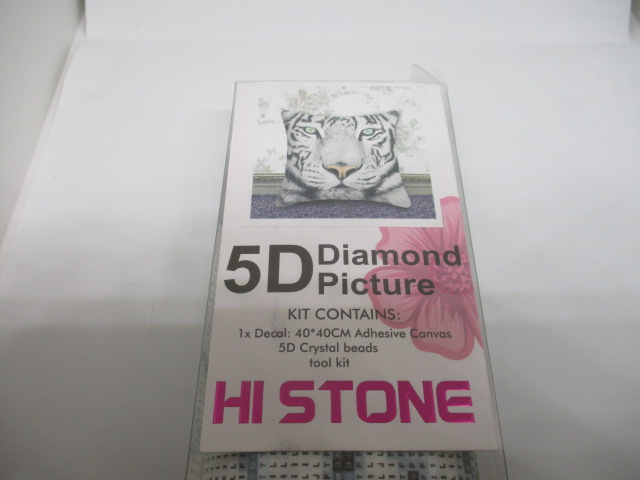 5D Diamond
Picture
KIT CONTAINS:
1x Decal: 40*40CM Adhesive Canvas
5D Crystal beads
tool kit
HI STONE